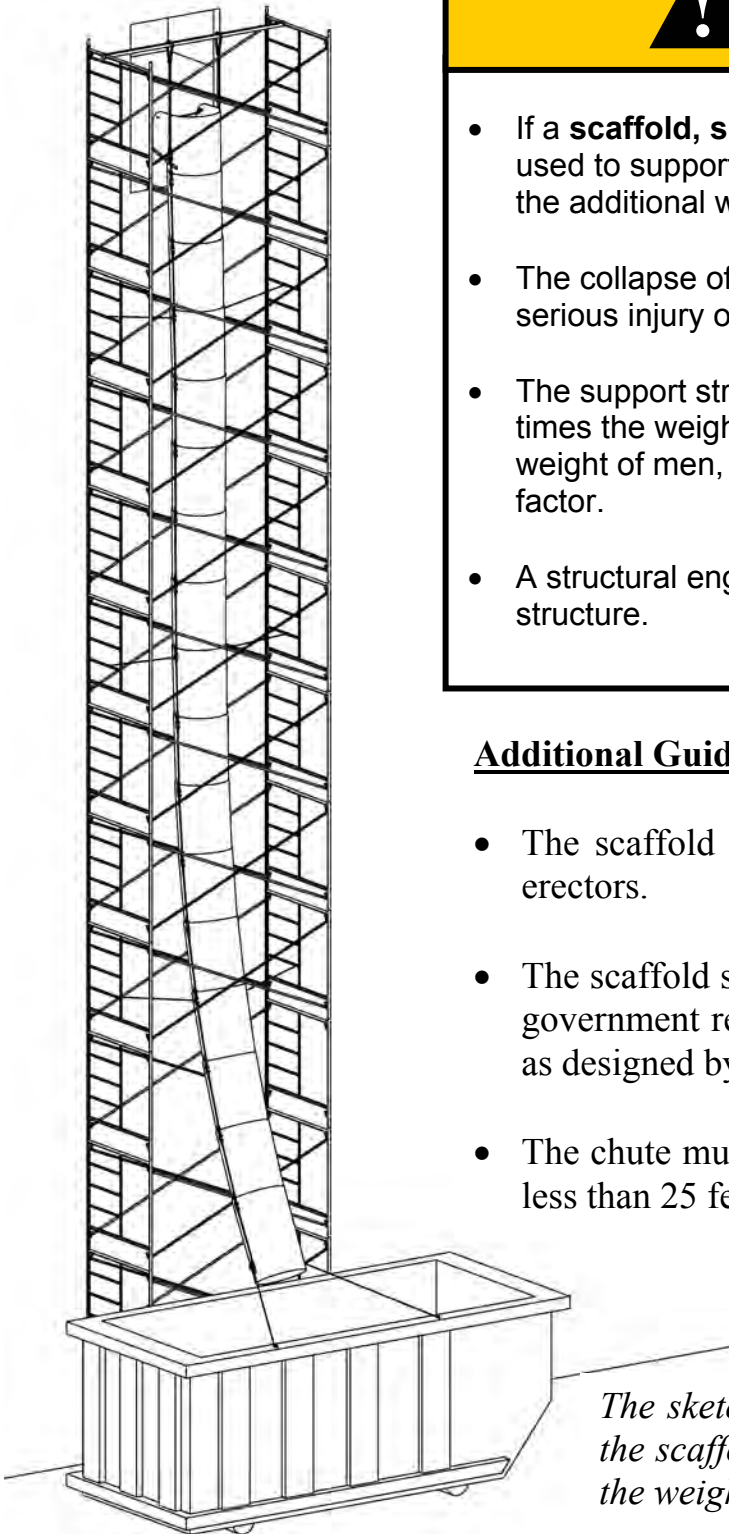 !
• If a scaffold, s
used to support
the additional w
• The collapse of
serious injury o
• The support str
times the weigh
weight of men,
factor.
• A structural eng
structure.
Additional Guid
• The scaffold
erectors.
• The scaffold s
government re
as designed by
• The chute mu
less than 25 fe
The sketc
the scaffo
the weigh